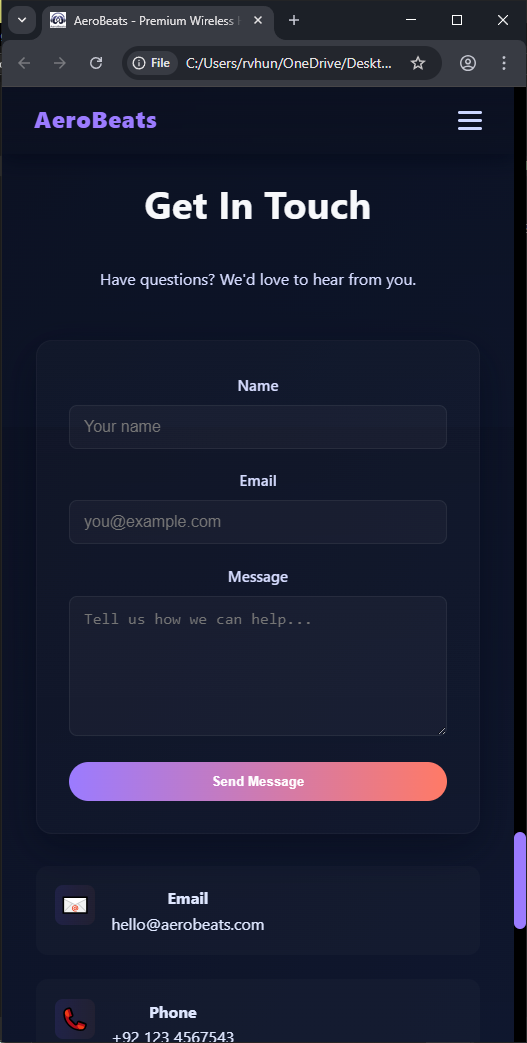 AeroBeats - Premium Wireless
File
C:/Users/rvhun/OneDrive/Deskt...
AeroBeats
Get In Touch
Have questions? We'd love to hear from you.
Name
Your name
Email
you@example.com
Message
Tell us how we can help...
Send Message
Email
hello@aerobeats.com
Phone
+92 123 4567543